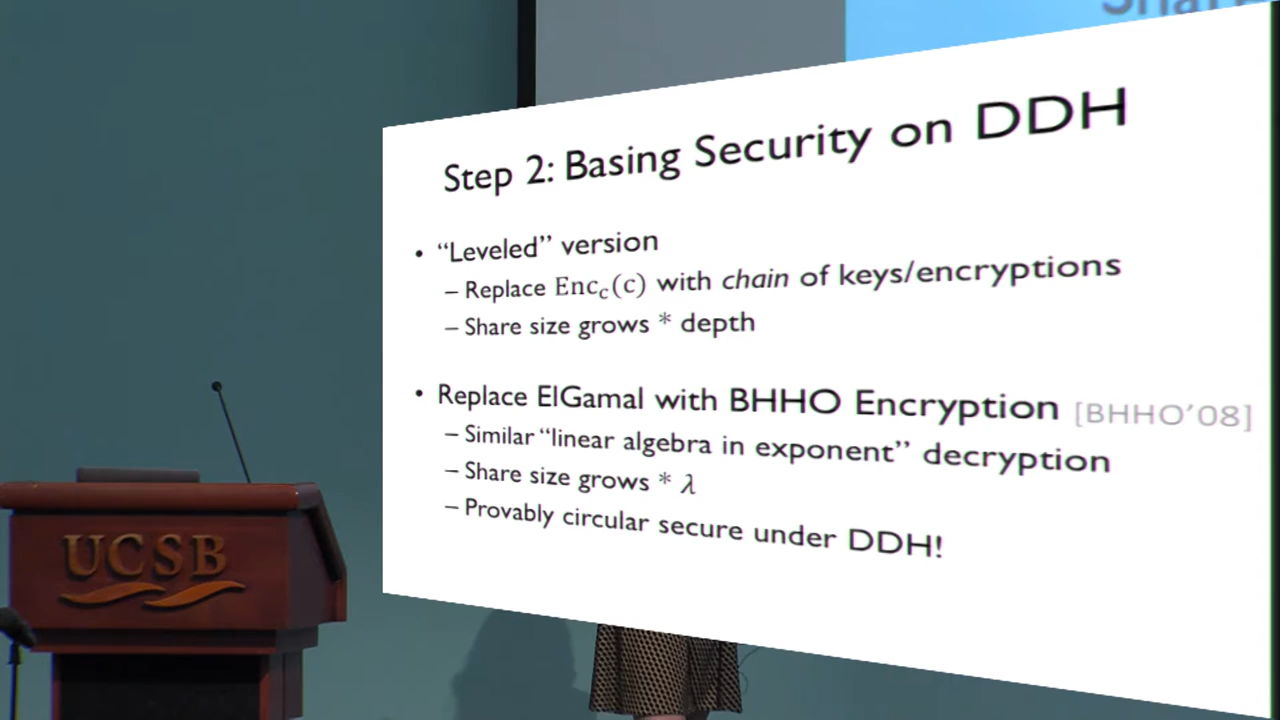 Step 2: Basing Security on DDH
• “Leveled” version
– Replace Enc_c(c) with chain of keys/encryptions
– Share size grows * depth
• Replace ElGamal with BHHO Encryption [BHHO’08]
– Similar “linear algebra in exponent” decryption
– Share size grows * λ
– Provably circular secure under DDH!
UCSB